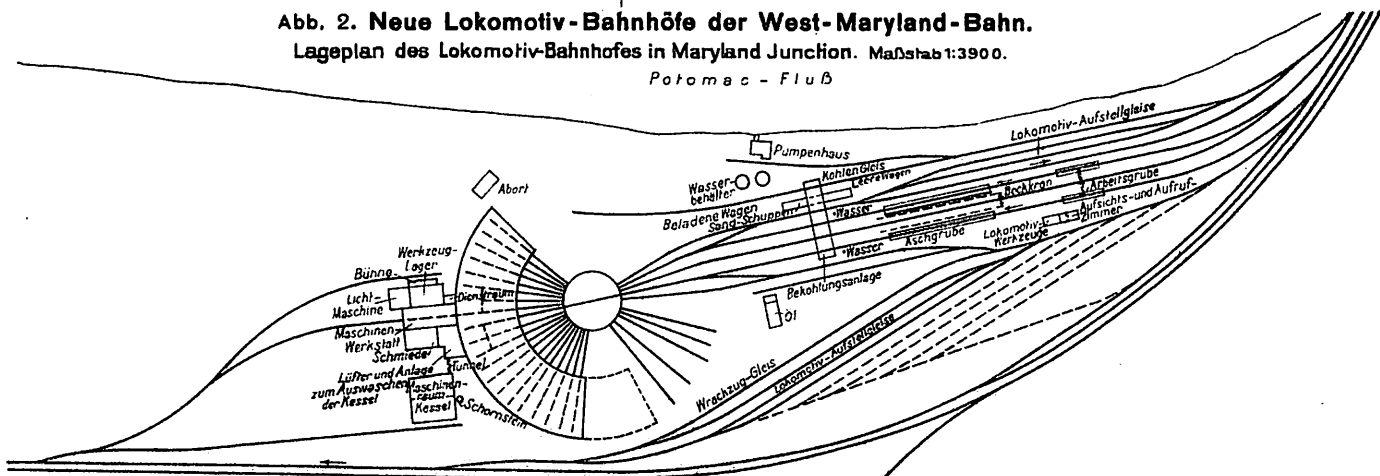 Abb. 2. Neue Lokomotiv-Bahnhöfe der West-Maryland-Bahn.
Lageplan des Lokomotiv-Bahnhofes in Maryland Junction. Maßstab 1:3900.
Potomac - Fluß
Lokomotiv-Aufstellgleise
Pumpenhaus
Kohlen Gleis
Leere Wagen
Wasser-
behälter
Bockkran
Arbeitsgrube
Abort
Beladene Wagen
Sand-Schuppen
Wasser
Aufsichts- und Aufruf-
Zimmer
Lokomotiv-
Werkzeuge
Aschgrube
Wasser
Werkzeug-
Lager
Bühne
Dienstraum
Licht-
Maschine
Bekohlungsanlage
Öl
Maschinen
Werkstatt
Schmiede
Lüfter und Anlage
zum Auswaschen
der Kessel
Tunnel
Maschinen-
raum
Kessel
Schornstein
Wrackzug-Gleis
Lokomotiv-Aufstellgleise